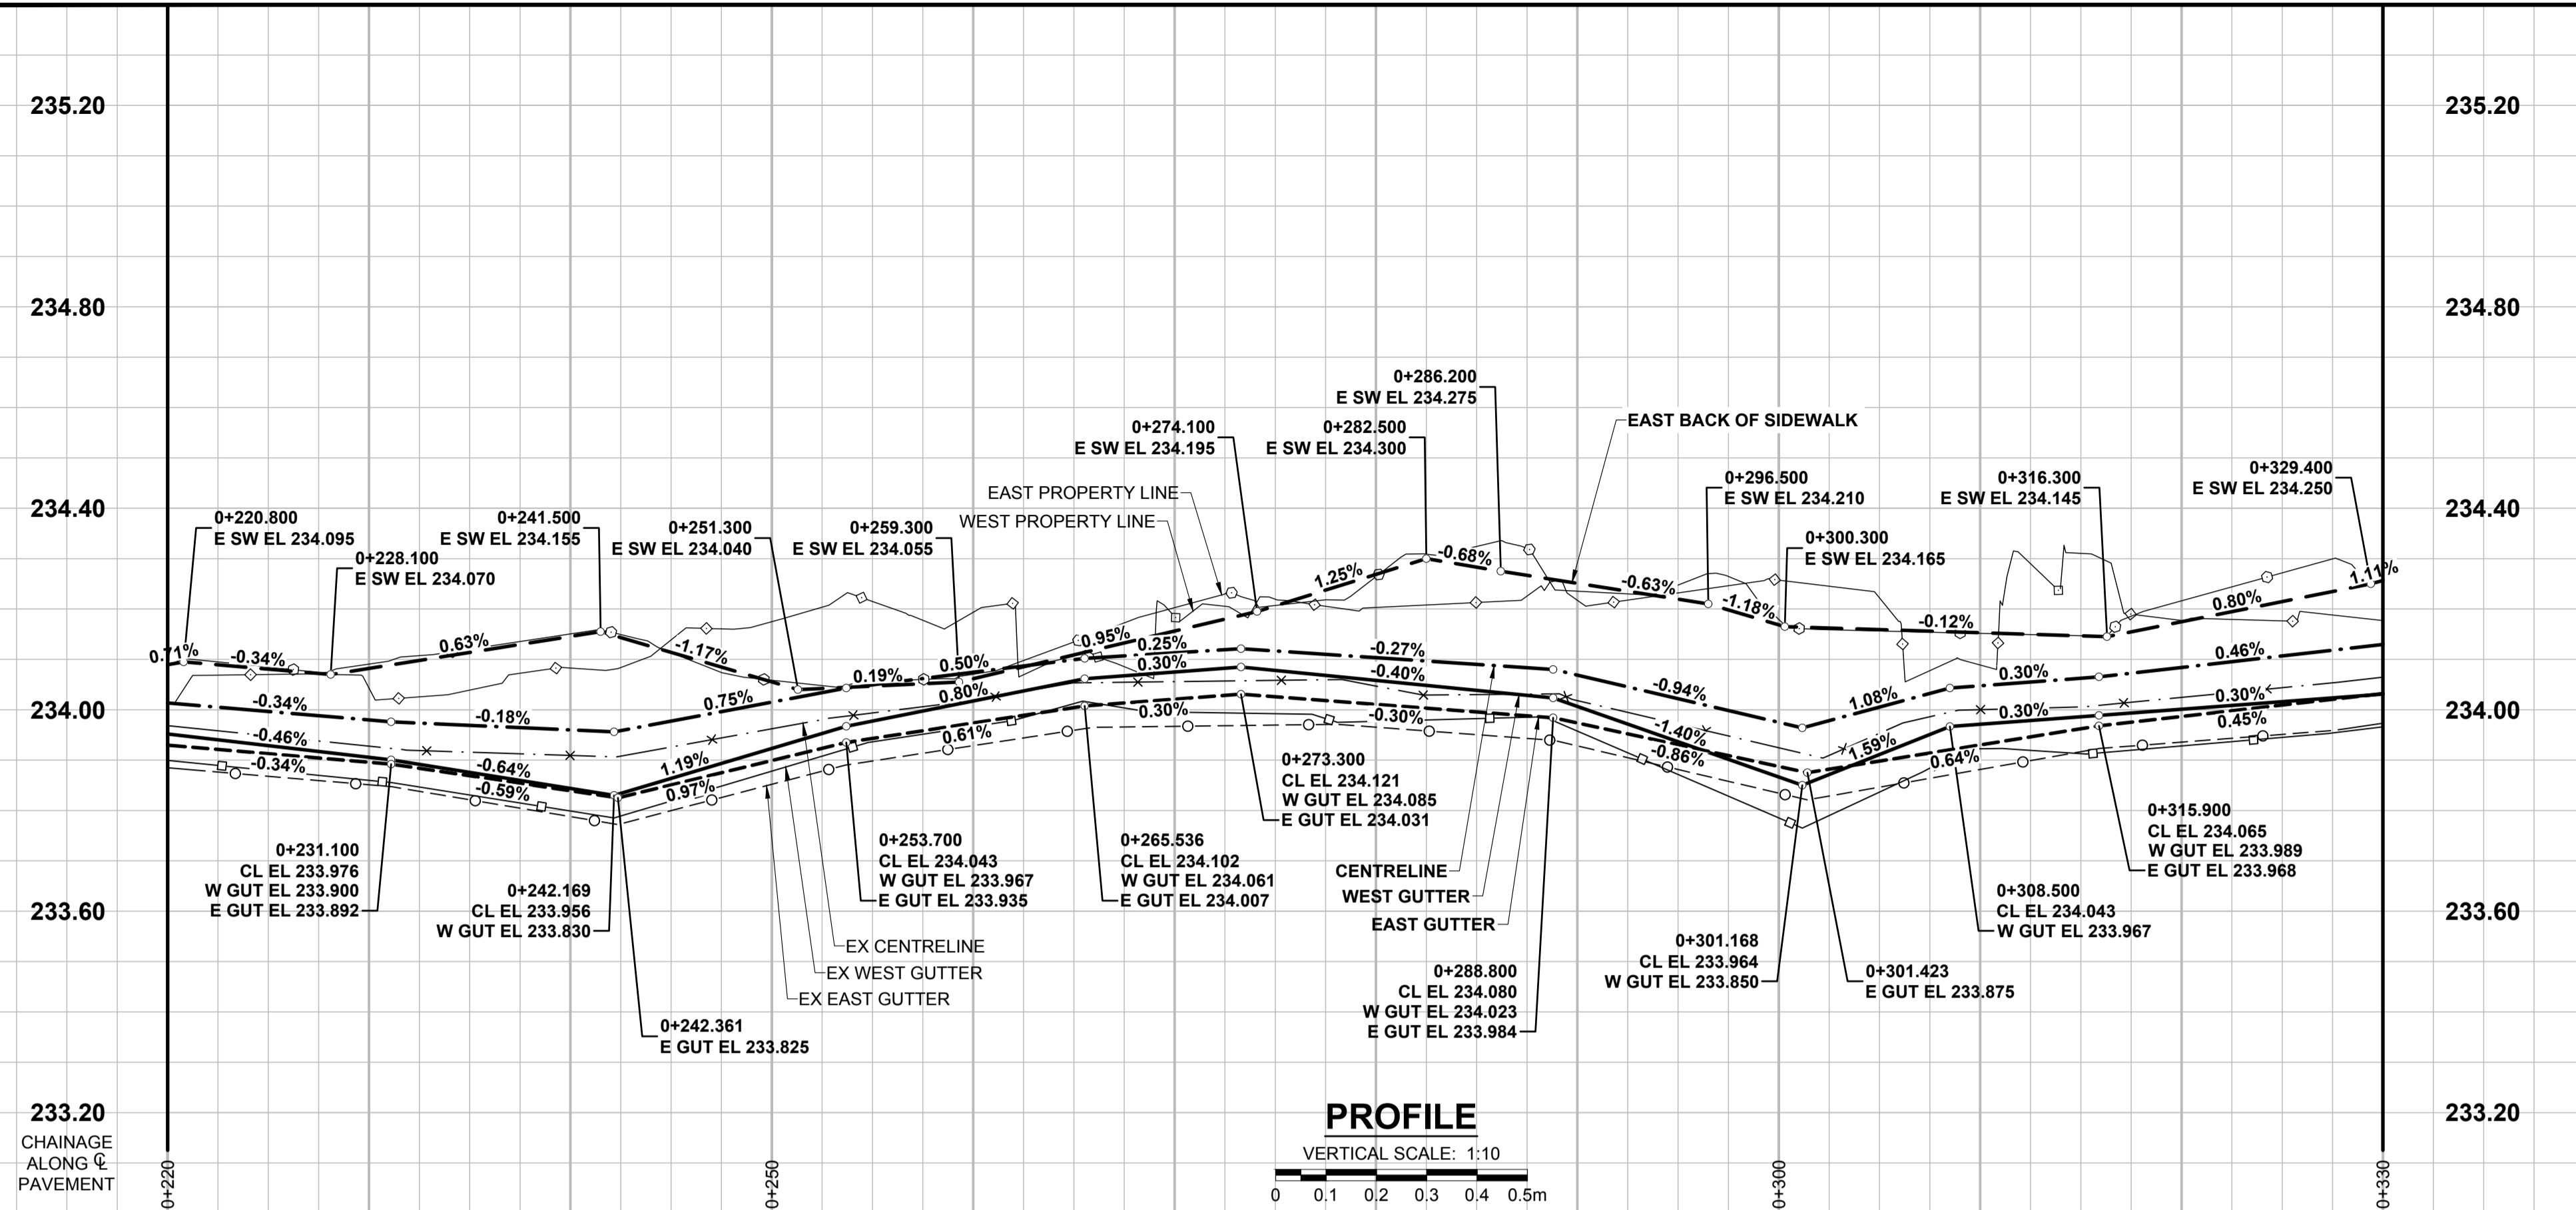 235.20
235.20
234.80
234.80
0+286.200
E SW EL 234.275
0+274.100
E SW EL 234.195
0+282.500
E SW EL 234.300
EAST BACK OF SIDEWALK
0+296.500
E SW EL 234.210
0+316.300
E SW EL 234.145
0+329.400
E SW EL 234.250
EAST PROPERTY LINE
WEST PROPERTY LINE
234.40
234.40
0+220.800
E SW EL 234.095
0+228.100
E SW EL 234.070
0+241.500
E SW EL 234.155
0+251.300
E SW EL 234.040
0+259.300
E SW EL 234.055
0+300.300
E SW EL 234.165
0.71%
-0.34%
0.63%
-1.17%
0.19%
0.50%
0.95%
1.25%
-0.68%
-0.63%
-1.18%
-0.12%
0.80%
1.11%
234.00
234.00
-0.34%
-0.18%
0.75%
0.25%
-0.27%
-0.94%
1.08%
0.30%
0.46%
-0.46%
-0.64%
1.19%
0.80%
0.30%
-0.40%
-1.40%
1.59%
0.30%
0.30%
-0.34%
-0.59%
0.97%
0.61%
0.30%
-0.30%
-0.86%
0.64%
0.45%
0+231.100
CL EL 233.976
W GUT EL 233.900
E GUT EL 233.892
0+242.169
CL EL 233.956
W GUT EL 233.830
0+242.361
E GUT EL 233.825
0+253.700
CL EL 234.043
W GUT EL 233.967
E GUT EL 233.935
0+265.536
CL EL 234.102
W GUT EL 234.061
E GUT EL 234.007
0+273.300
CL EL 234.121
W GUT EL 234.085
E GUT EL 234.031
CENTRELINE
WEST GUTTER
EAST GUTTER
EX CENTRELINE
EX WEST GUTTER
EX EAST GUTTER
0+288.800
CL EL 234.080
W GUT EL 234.023
E GUT EL 233.984
0+301.168
CL EL 233.964
W GUT EL 233.850
0+301.423
E GUT EL 233.875
0+308.500
CL EL 234.043
W GUT EL 233.967
0+315.900
CL EL 234.065
W GUT EL 233.989
E GUT EL 233.968
233.60
233.60
233.20
233.20
CHAINAGE
ALONG ℄
PAVEMENT
0+220
0+250
0+300
0+330
PROFILE
VERTICAL SCALE: 1:10
0 0.1 0.2 0.3 0.4 0.5m